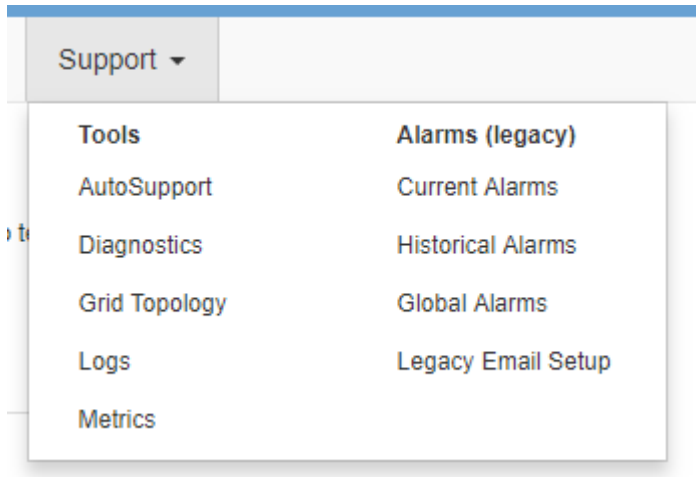 Support
Tools
AutoSupport
Diagnostics
Grid Topology
Logs
Metrics
Alarms (legacy)
Current Alarms
Historical Alarms
Global Alarms
Legacy Email Setup